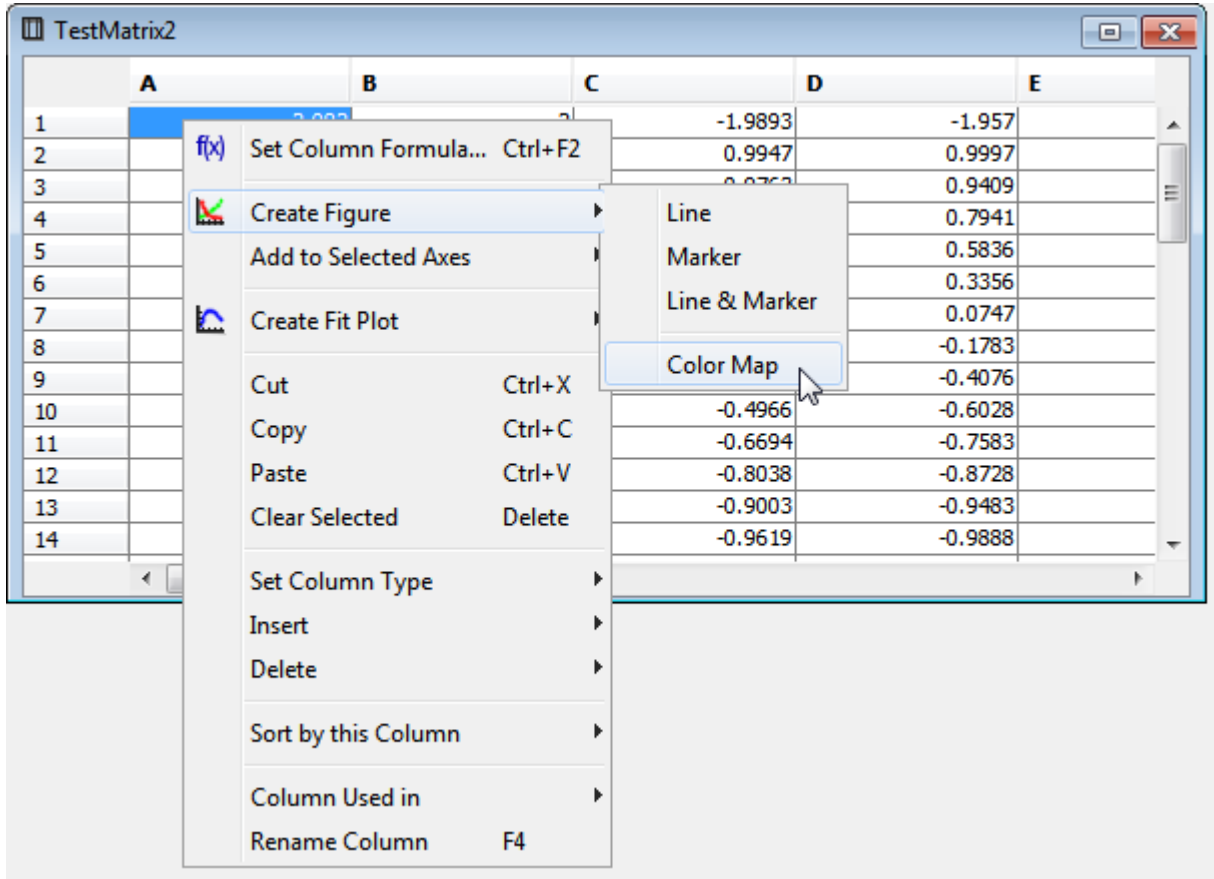 TestMatrix2
A B C D E
1 -1.9893 -1.957
2 f(x) Set Column Formula... Ctrl+F2 0.9947 0.9997
3 0.9409
4 Create Figure Line 0.7941
5 Add to Selected Axes Marker 0.5836
6 Line & Marker 0.3356
7 Create Fit Plot 0.0747
8 Color Map -0.1783
9 Cut Ctrl+X -0.4076
10 -0.4966 -0.6028
11 Copy Ctrl+C -0.6694 -0.7583
12 Paste Ctrl+V -0.8038 -0.8728
13 Clear Selected Delete -0.9003 -0.9483
14 -0.9619 -0.9888
Set Column Type
Insert
Delete
Sort by this Column
Column Used in
Rename Column F4